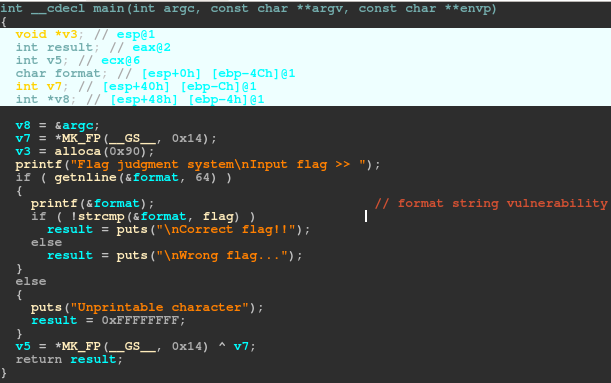 int __cdecl main(int argc, const char **argv, const char **envp)
{
void *v3; // esp@1
int result; // eax@2
int v5; // ecx@6
char format; // [esp+0h] [ebp-4Ch]@1
int v7; // [esp+40h] [ebp-Ch]@1
int *v8; // [esp+48h] [ebp-4h]@1
v8 = &argc;
v7 = *MK_FP(__GS__, 0x14);
v3 = alloca(0x90);
printf("Flag judgment system\nInput flag >> ");
if ( getnline(&format, 64) )
{
printf(&format); // format string vulnerability
if ( !strcmp(&format, flag) )
result = puts("\nCorrect flag!!");
else
result = puts("\nWrong flag...");
}
else
{
puts("Unprintable character");
result = 0xFFFFFFFF;
}
v5 = *MK_FP(__GS__, 0x14) ^ v7;
return result;
}